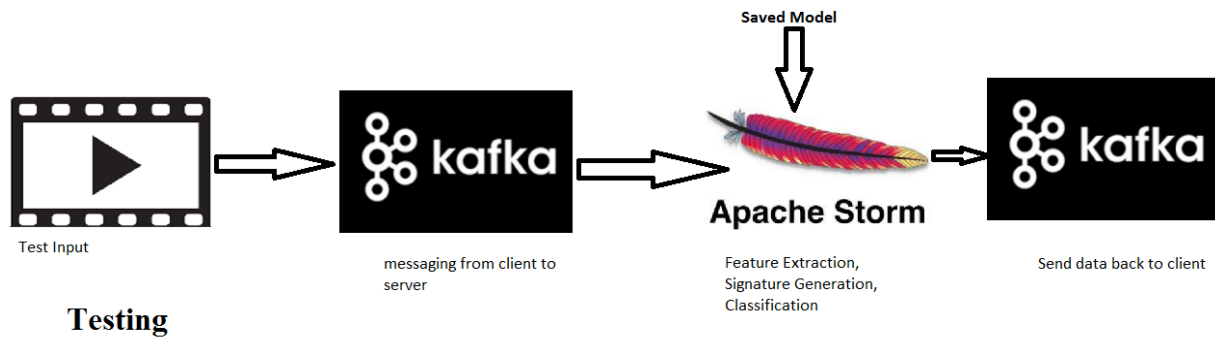 Saved Model
kafka
kafka
Apache Storm
Test Input
messaging from client to
server
Feature Extraction,
Signature Generation,
Classification
Send data back to client
Testing